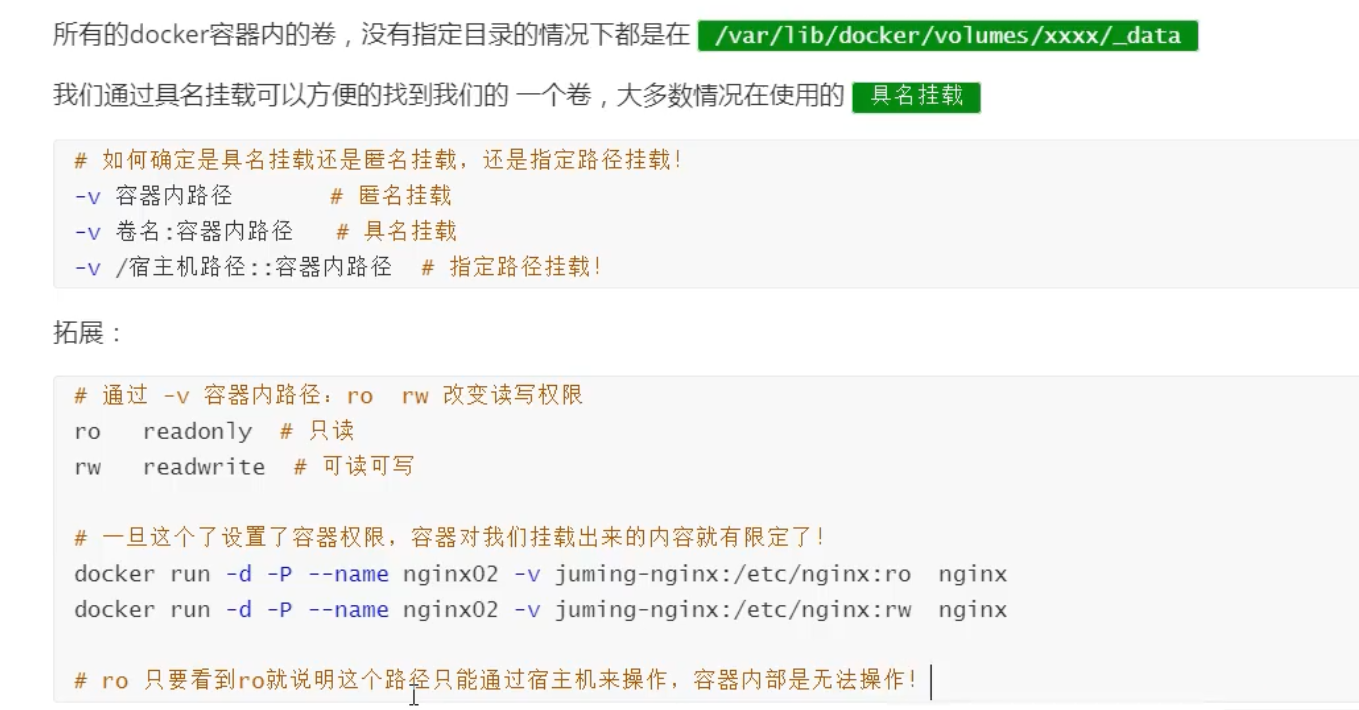 所有的docker容器内的卷，没有指定目录的情况下都是在 /var/lib/docker/volumes/xxxx/_data
我们通过具名挂载可以方便的找到我们的 一个卷，大多数情况在使用的 具名挂载
# 如何确定是具名挂载还是匿名挂载，还是指定路径挂载！
-v 容器内路径 # 匿名挂载
-v 卷名:容器内路径 # 具名挂载
-v /宿主机路径::容器内路径 # 指定路径挂载！
拓展：
# 通过 -v 容器内路径：ro rw 改变读写权限
ro readonly # 只读
rw readwrite # 可读可写
# 一旦这个了设置了容器权限，容器对我们挂载出来的内容就有限定了！
docker run -d -P --name nginx02 -v juming-nginx:/etc/nginx:ro nginx
docker run -d -P --name nginx02 -v juming-nginx:/etc/nginx:rw nginx
# ro 只要看到ro就说明这个路径只能通过宿主机来操作，容器内部是无法操作！